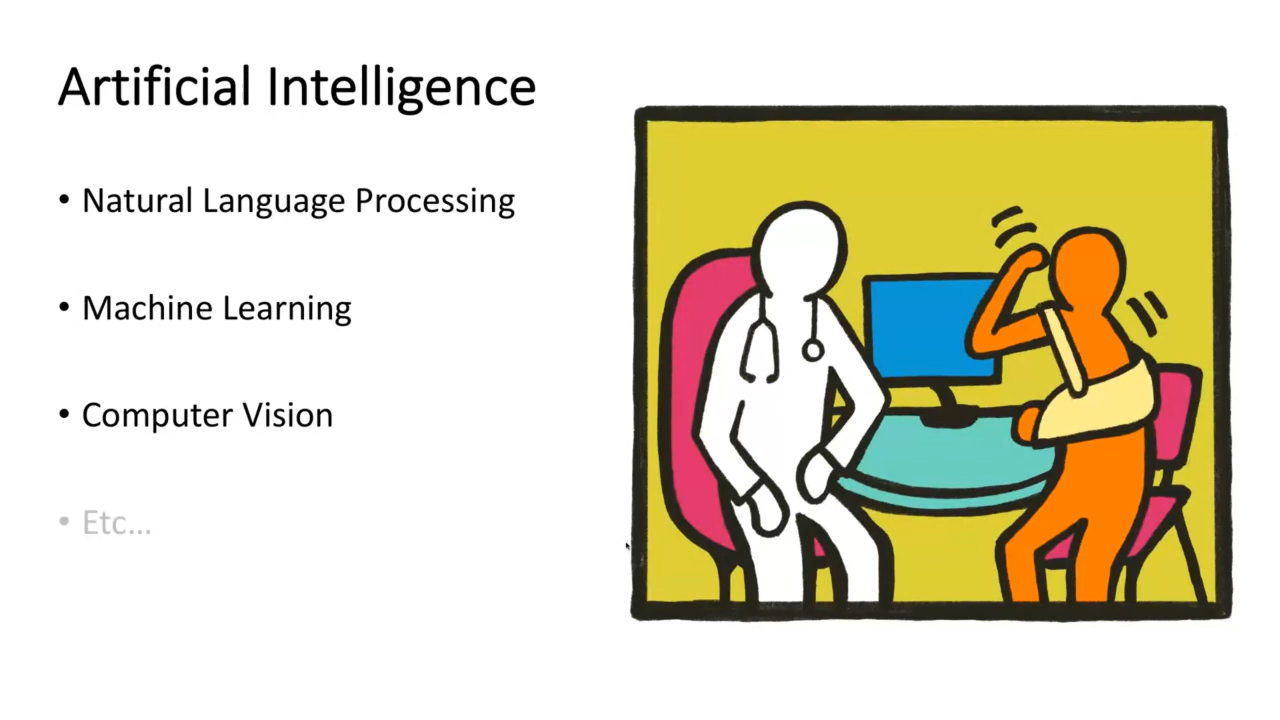 Artificial Intelligence
• Natural Language Processing
• Machine Learning
• Computer Vision
• Etc...